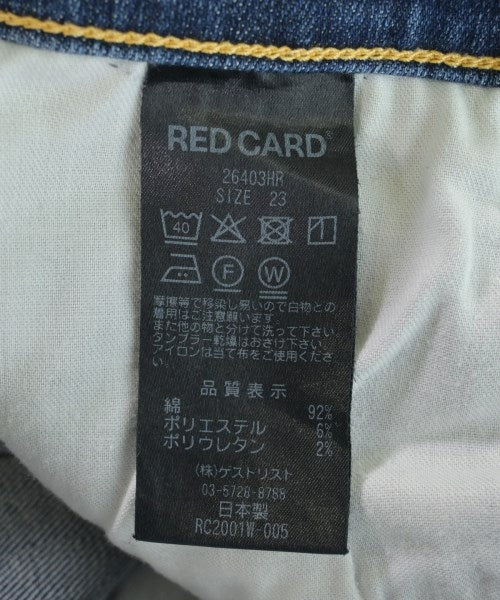 RED CARD®
26403HR
SIZE 23
40
F W
摩擦等で移染し易いので白物との
着用はご注意願います。
また他の物と分けて洗って下さい。
タンブラー乾燥はおさけ下さい。
アイロンは当て布をご使用くだ
さい。
品質表示
綿 92%
ポリエステル 6%
ポリウレタン 2%
(株)ゲストリスト
03-5728-8788
日本製
RC2001W-005